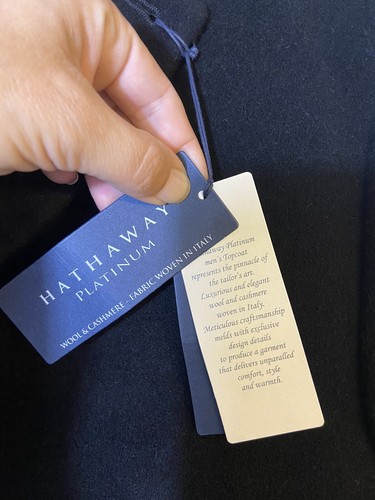 HATHAWAY
PLATINUM
WOOL & CASHMERE - FABRIC WOVEN IN ITALY
Platinum
men's Topcoat
represents the pinnacle of
the tailor's art.
Luxurious and elegant
wool and cashmere
woven in Italy.
Meticulous craftsmanship
melds with exclusive
design details
to produce a garment
that delivers unparalled
comfort, style
and warmth.